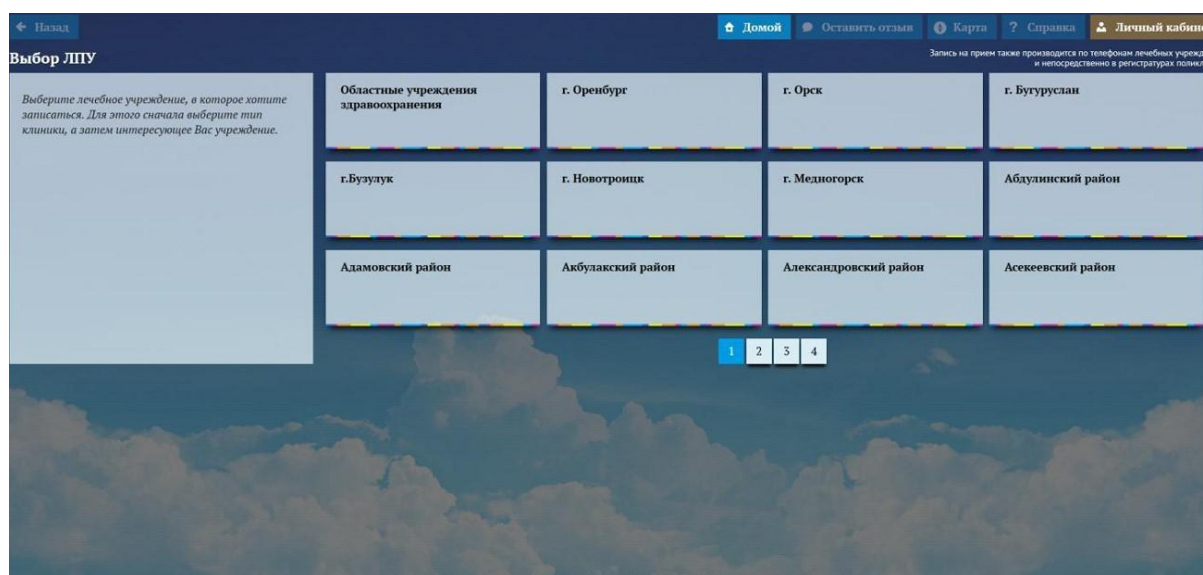 Назад
Домой
Оставить отзыв
Карта
? Справка
Личный кабин
Выбор ЛПУ
Запись на прием также производится по телефонам лечебных учрежд
и непосредственно в регистратурах поликл
Выберите лечебное учреждение, в которое хотите
записаться. Для этого сначала выберите тип
клиники, а затем интересующее Вас учреждение.
Областные учреждения
здравоохранения
г. Оренбург
г. Орск
г. Бугуруслан
г.Бузулук
г. Новотроицк
г. Медногорск
Абдулинский район
Адамовский район
Акбулакский район
Александровский район
Асекеевский район
1 2 3 4